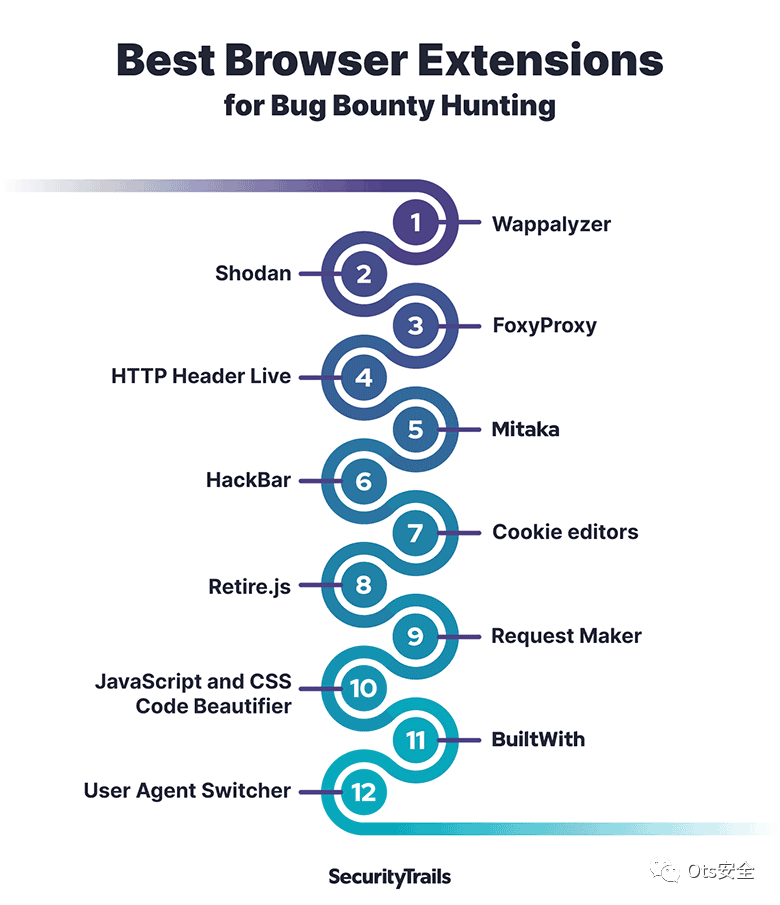 Best Browser Extensions
for Bug Bounty Hunting
1
Wappalyzer
Shodan
2
3
FoxyProxy
HTTP Header Live
4
5
Mitaka
HackBar
6
7
Cookie editors
Retire.js
8
9
Request Maker
JavaScript and CSS
Code Beautifier
10
11
BuiltWith
User Agent Switcher
12
SecurityTrails
Ots安全